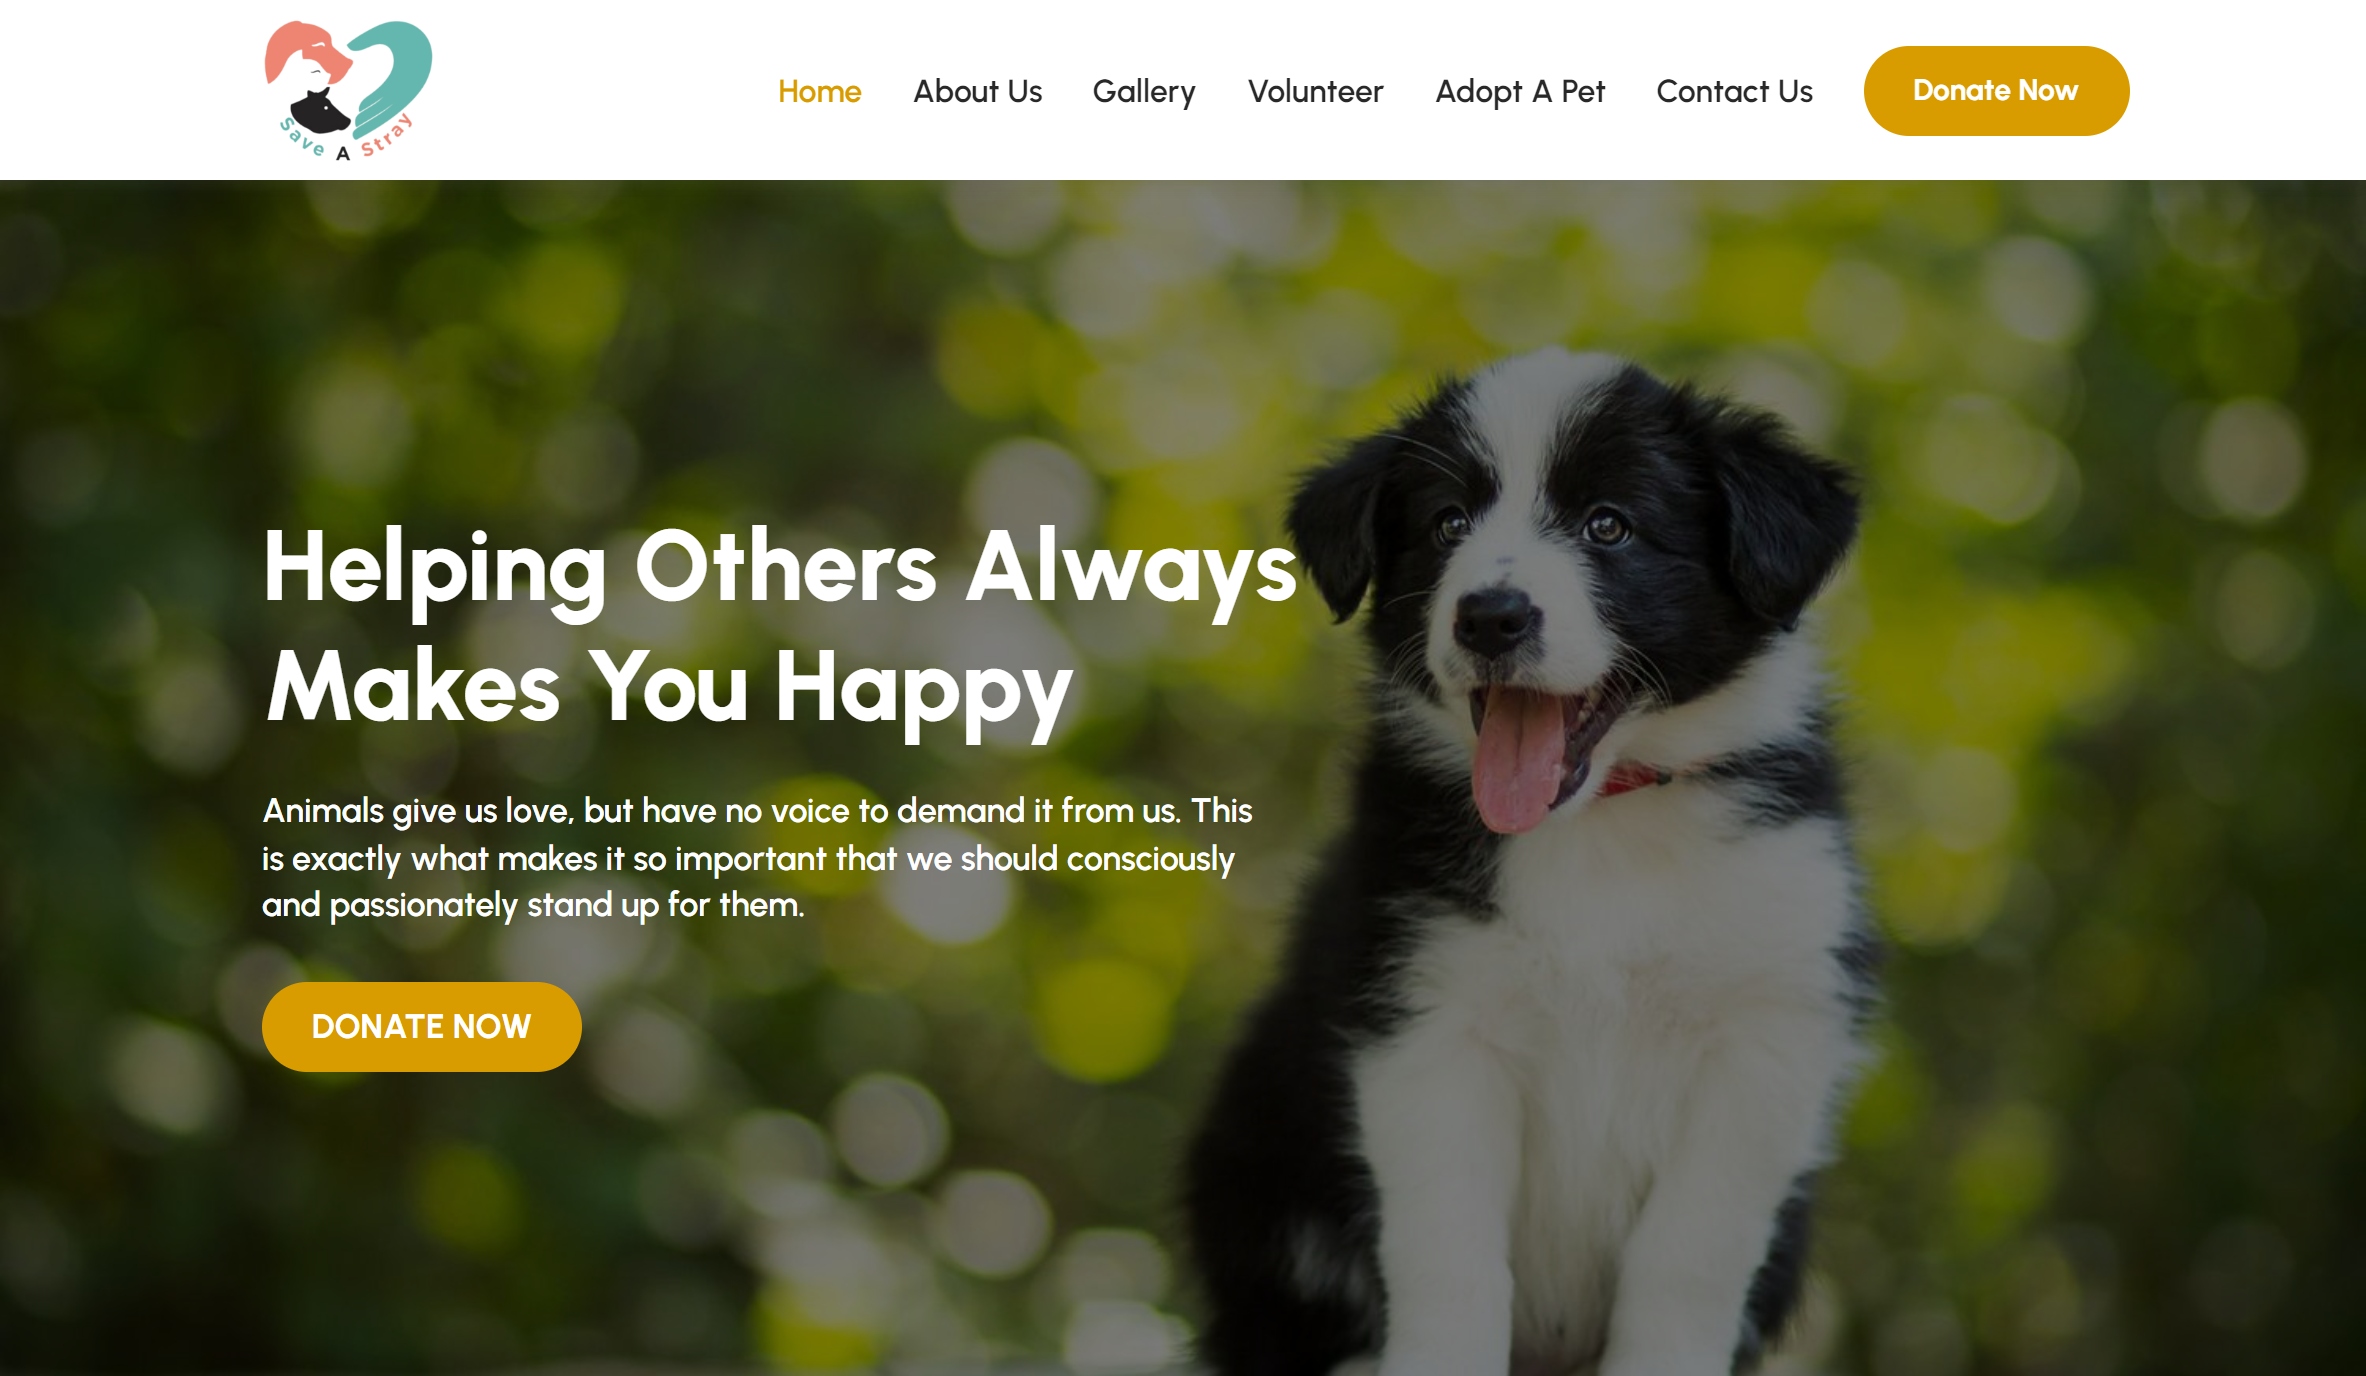 Save A Stray
Home
About Us
Gallery
Volunteer
Adopt A Pet
Contact Us
Donate Now
Helping Others Always
Makes You Happy
Animals give us love, but have no voice to demand it from us. This
is exactly what makes it so important that we should consciously
and passionately stand up for them.
DONATE NOW